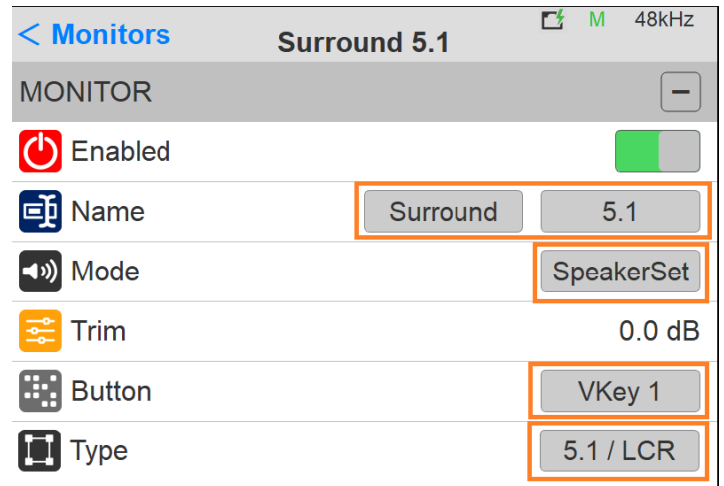 < Monitors Surround 5.1 M 48kHz
MONITOR
Enabled
Name Surround 5.1
Mode SpeakerSet
Trim 0.0 dB
Button VKey 1
Type 5.1 / LCR